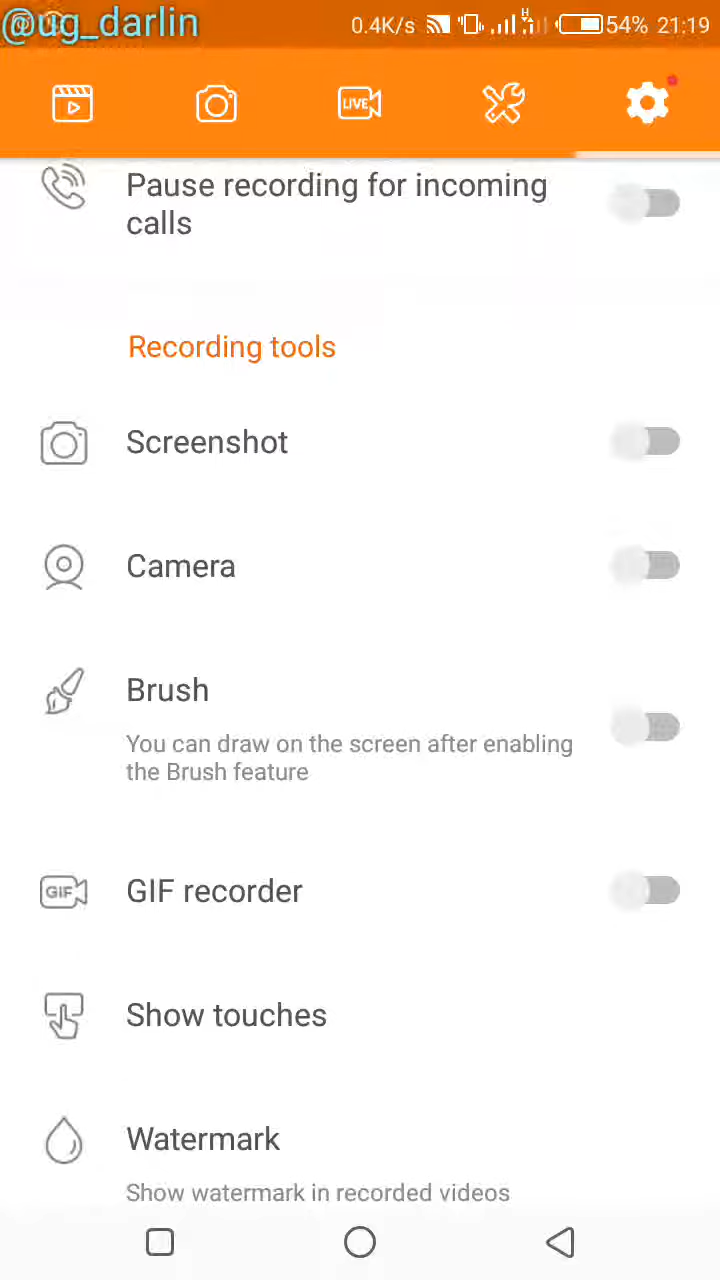 @ug_darlin
0.4K/s H 54% 21:19
LIVE
Pause recording for incoming
calls
Recording tools
Screenshot
Camera
Brush
You can draw on the screen after enabling
the Brush feature
GIF
GIF recorder
Show touches
Watermark
Show watermark in recorded videos